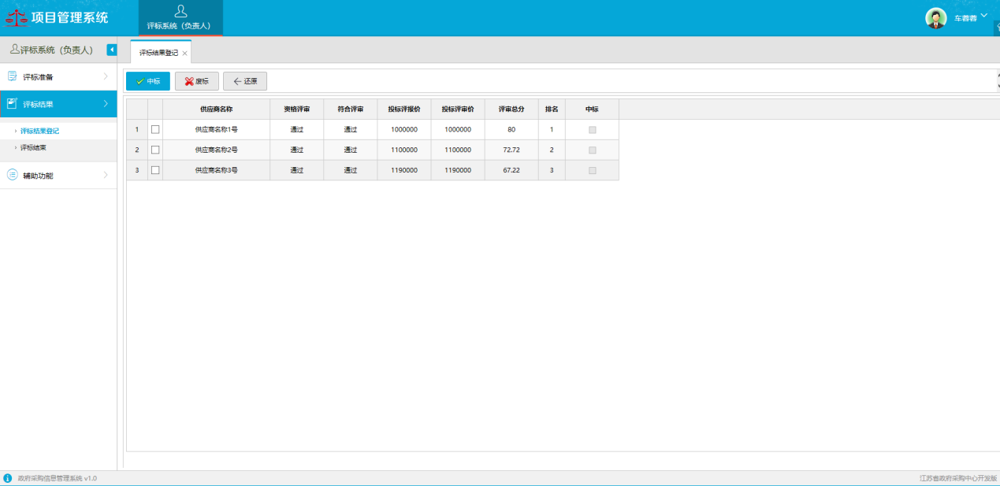 项目管理系统
评标系统（负责人）
车蓉蓉
评标系统（负责人）
评标结果登记
评标准备
评标结果
评标结果登记
评标结束
辅助功能
中标 废标 还原
供应商名称 资格评审 符合评审 投标评报价 投标评审价 评审总分 排名 中标
1 供应商名称1号 通过 通过 1000000 1000000 80 1
2 供应商名称2号 通过 通过 1100000 1100000 72.72 2
3 供应商名称3号 通过 通过 1190000 1190000 67.22 3
政府采购信息管理系统 v1.0
江苏省政府采购中心开发版